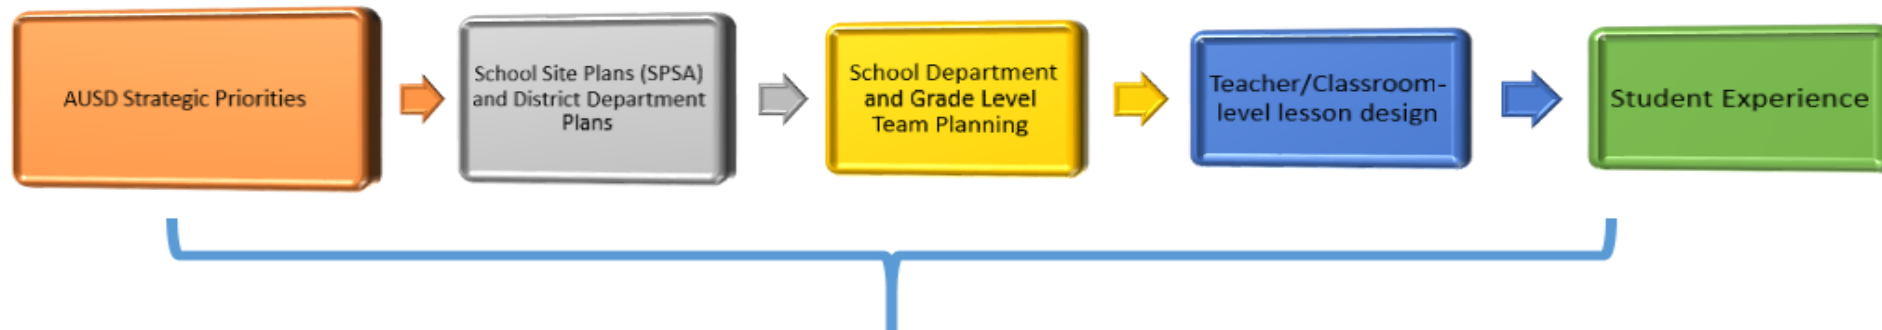 AUSD Strategic Priorities
School Site Plans (SPSA)
and District Department
Plans
School Department
and Grade Level
Team Planning
Teacher/Classroom-
level lesson design
Student Experience